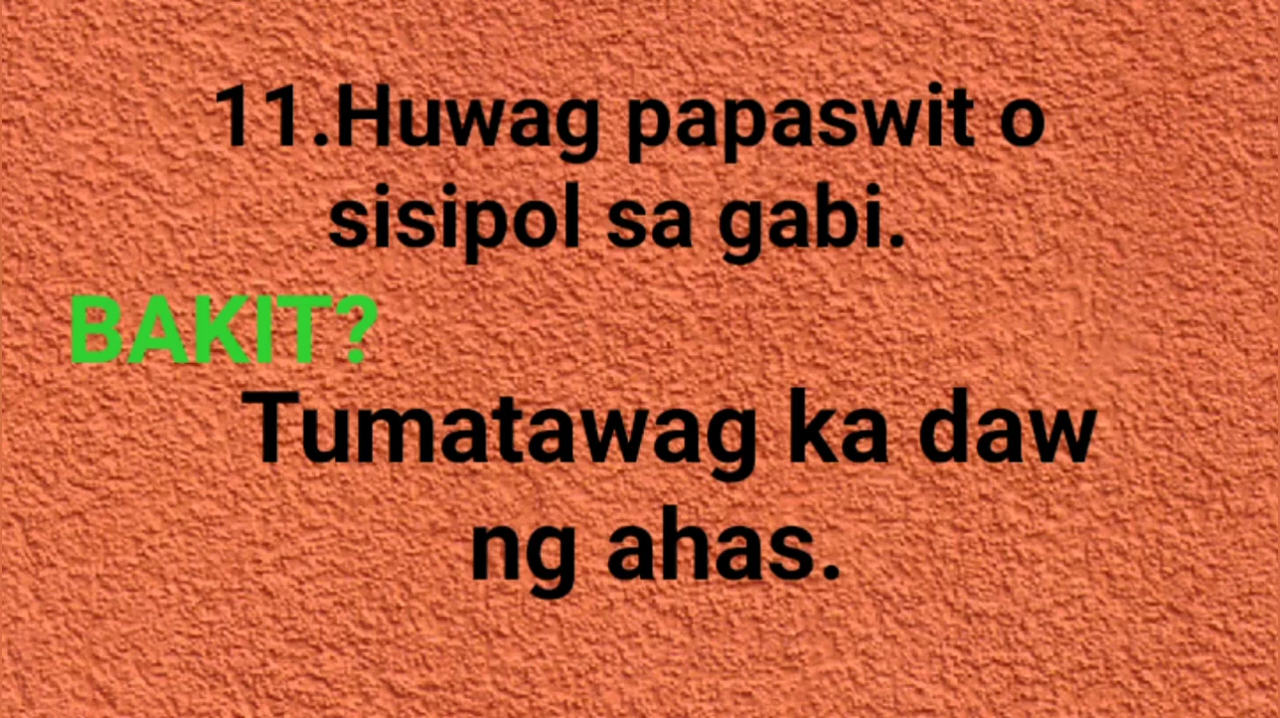 11.Huwag papaswit o
sisipol sa gabi.
BAKIT?
Tumatawag ka daw
ng ahas.